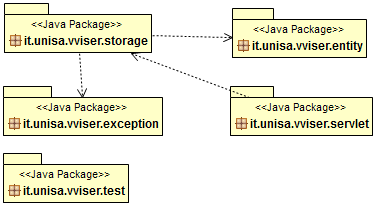 <<Java Package>>
it.unisa.vviser.storage
<<Java Package>>
it.unisa.vviser.entity
<<Java Package>>
it.unisa.vviser.exception
<<Java Package>>
it.unisa.vviser.servlet
<<Java Package>>
it.unisa.vviser.test